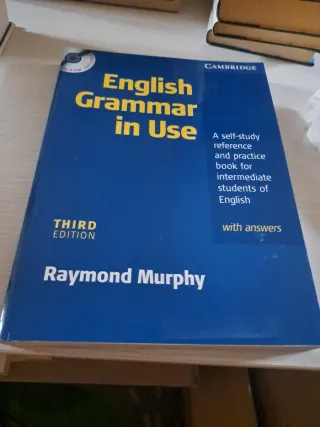 CAMBRIDGE
English
Grammar
in Use
A self-study
reference
and practice
book for
intermediate
students of
English
with answers
THIRD
EDITION
Raymond Murphy